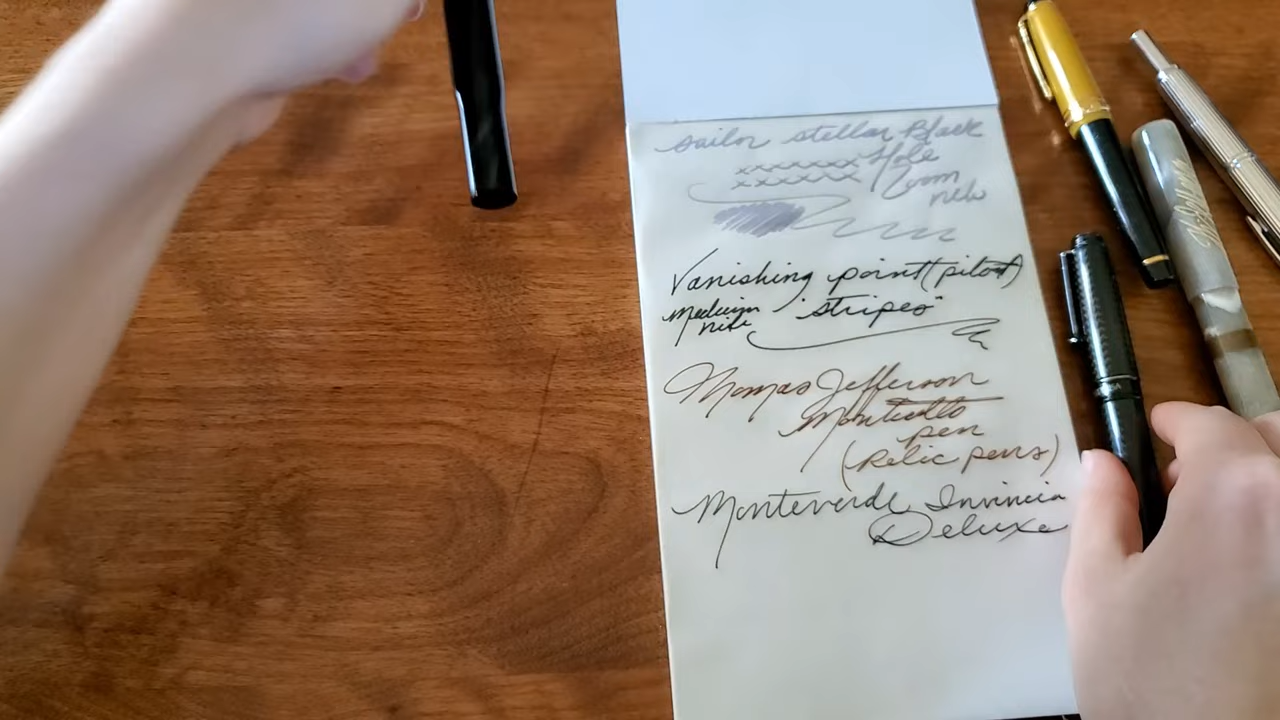 sailor stellar Black
xxxxxxx Hole
xxxxxxx Zoom
nib
Vanishing point (pilot)
Medium "stripes"
nib
Thomas Jefferson
Monticello
pen
(Relic pens)
Monteverde Invincia
Deluxe